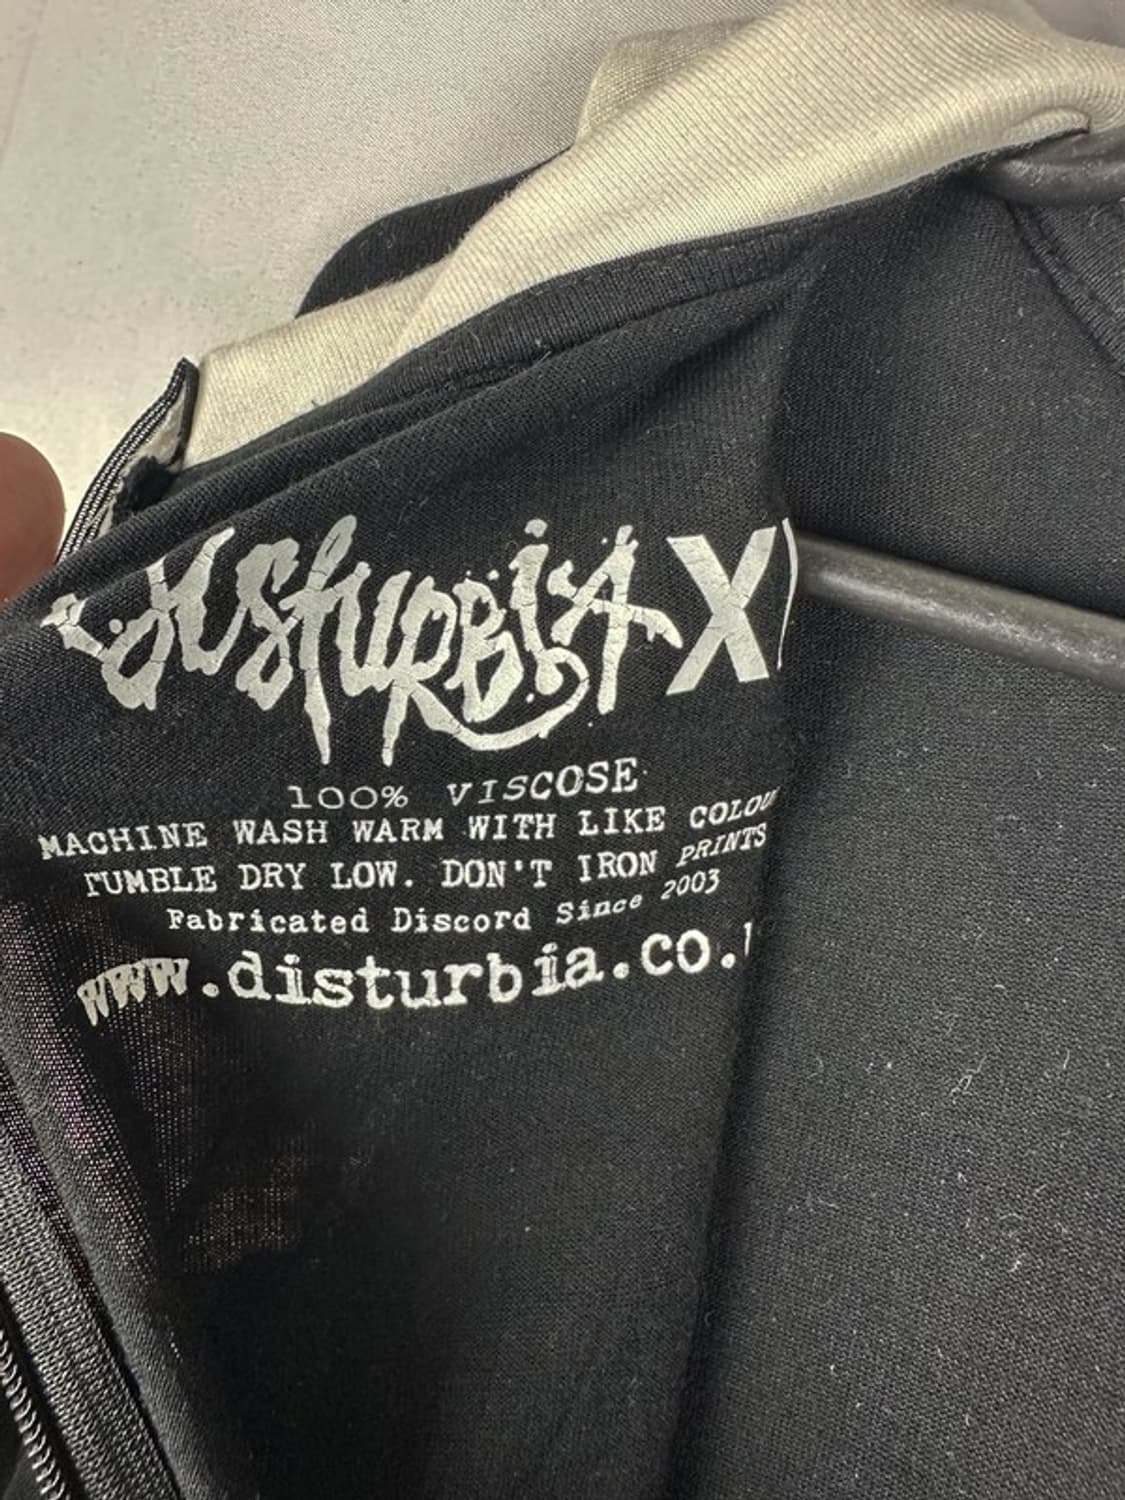 disturbia X
100% VISCOSE
MACHINE WASH WARM WITH LIKE COLOU
TUMBLE DRY LOW. DON'T IRON PRINTS
Fabricated Discord Since 2003
www.disturbia.co.